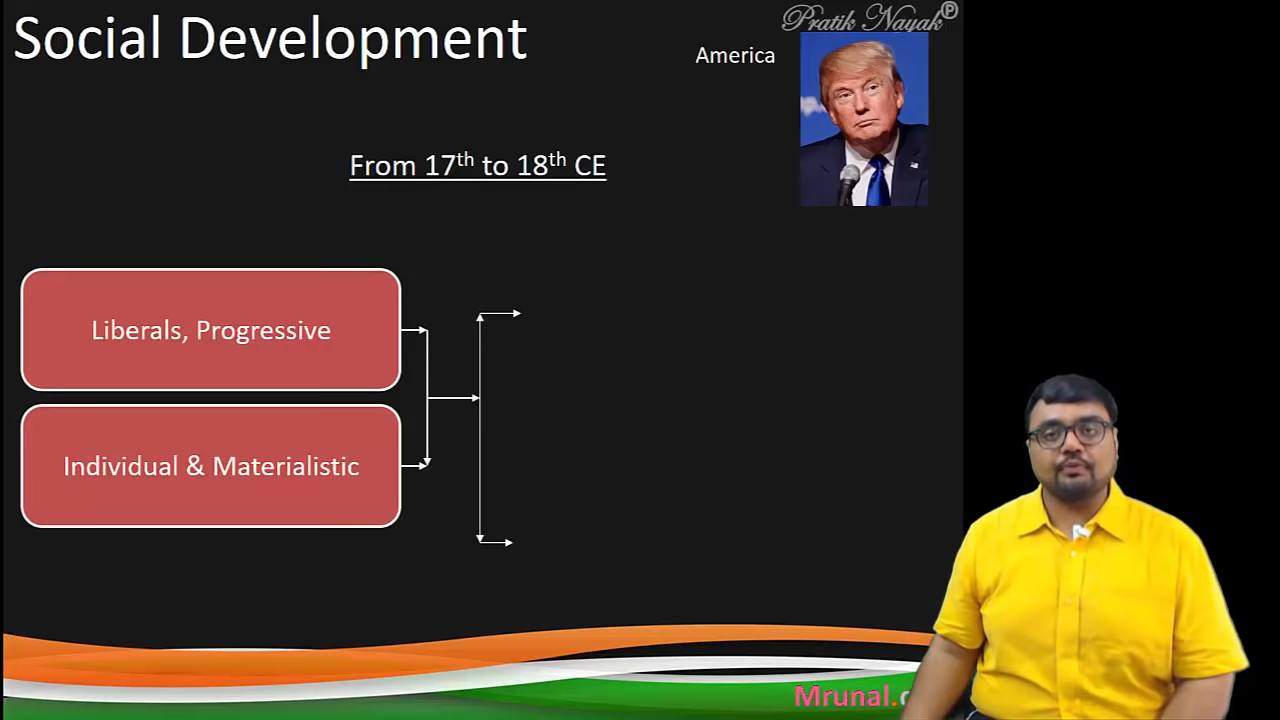 Social Development
Pratik Nayak ℗
America
From 17th to 18th CE
Liberals, Progressive
Individual & Materialistic
Mrunal.